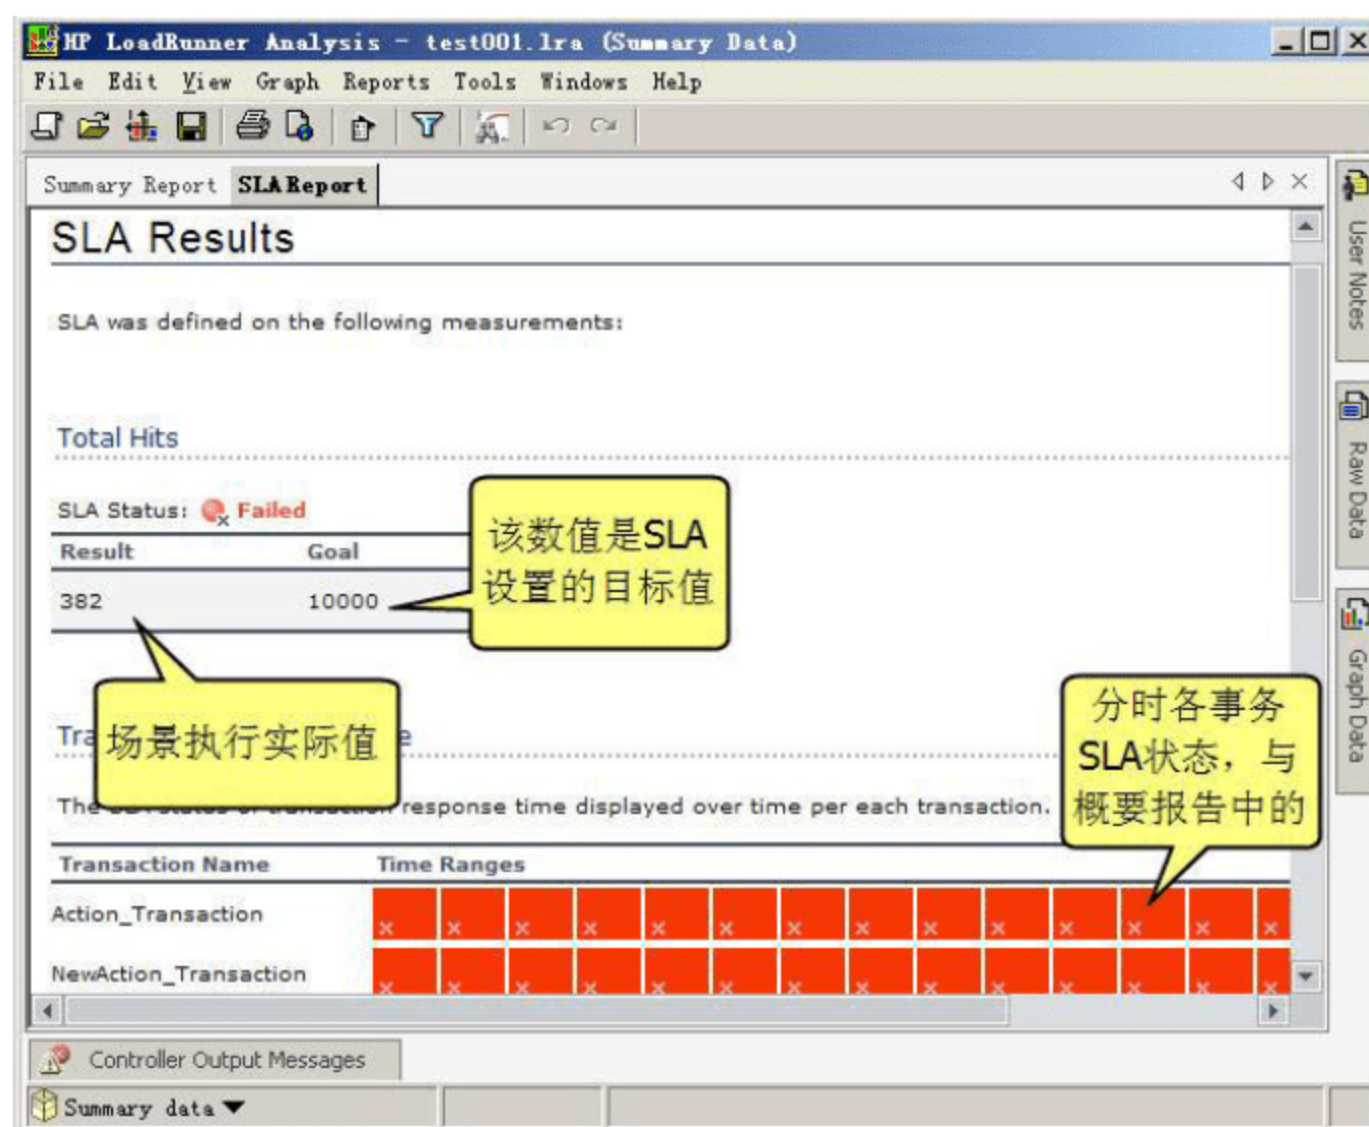 HP LoadRunner Analysis - test001.lra (Summary Data)
File Edit View Graph Reports Tools Windows Help
Summary Report SLA Report
SLA Results
SLA was defined on the following measurements:
Total Hits
SLA Status: Failed
Result Goal
382 10000
该数值是SLA
设置的目标值
场景执行实际值
分时各事务
SLA状态，与
概要报告中的
response time displayed over time per each transaction.
Transaction Name Time Ranges
Action_Transaction
NewAction_Transaction
User Notes
Raw Data
Graph Data
Controller Output Messages
Summary data